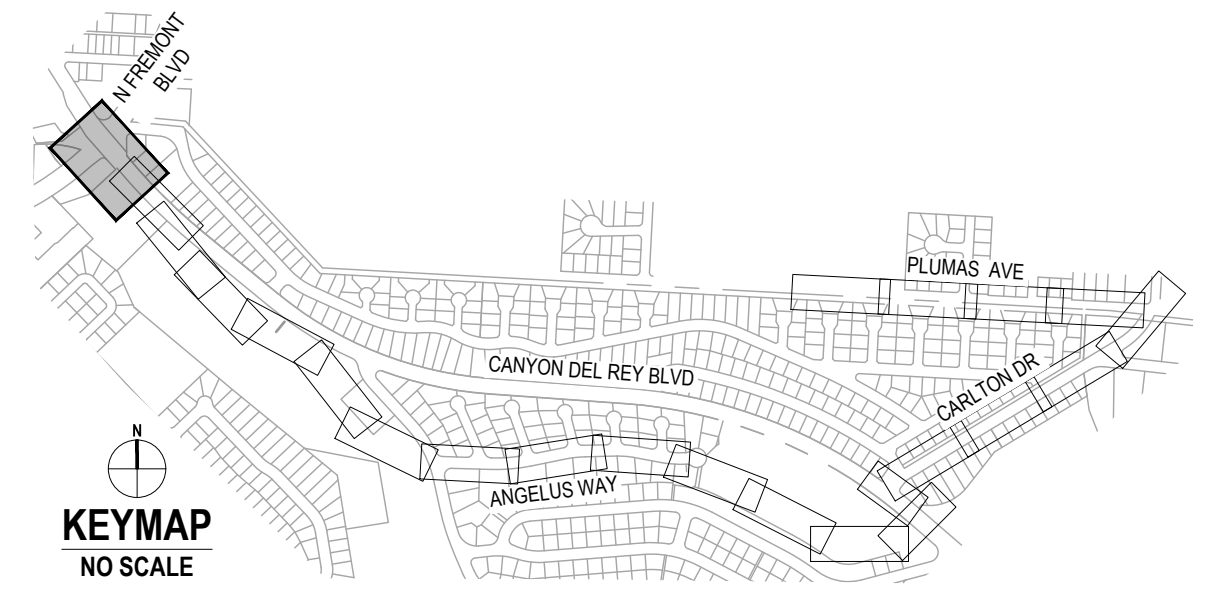 N FREMONT
BLVD
PLUMAS AVE
CANYON DEL REY BLVD
CARLTON DR
ANGELUS WAY
N
KEYMAP
NO SCALE